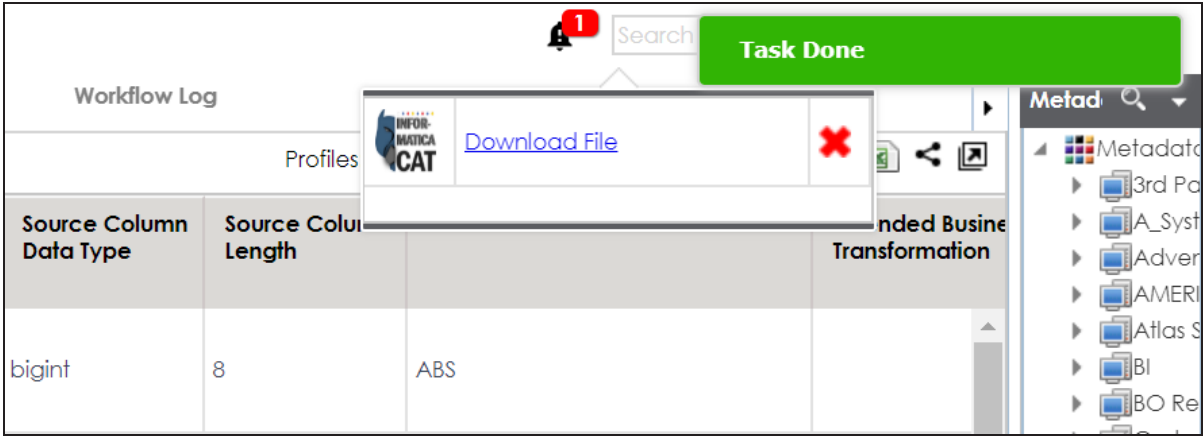 1
Search
Task Done
Workflow Log
Metad
INFOR-
MATICA
CAT
Download File
Profiles
Metadata
3rd Pa
A_Syst
Adver
AMERI
Atlas S
BI
BO Re
Source Column
Data Type
Source Colu
Length
nded Busine
Transformation
bigint
8
ABS